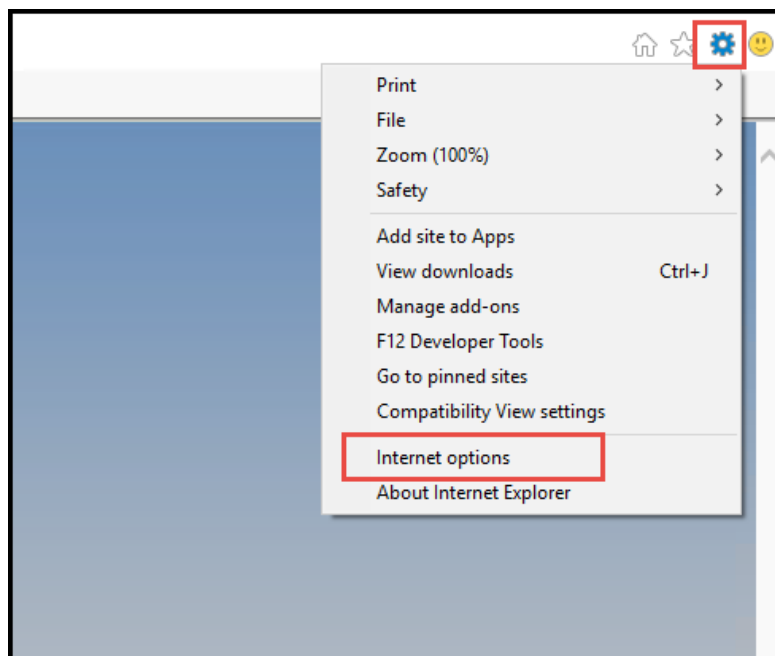 Print
File
Zoom (100%)
Safety
Add site to Apps
View downloads Ctrl+J
Manage add-ons
F12 Developer Tools
Go to pinned sites
Compatibility View settings
Internet options
About Internet Explorer